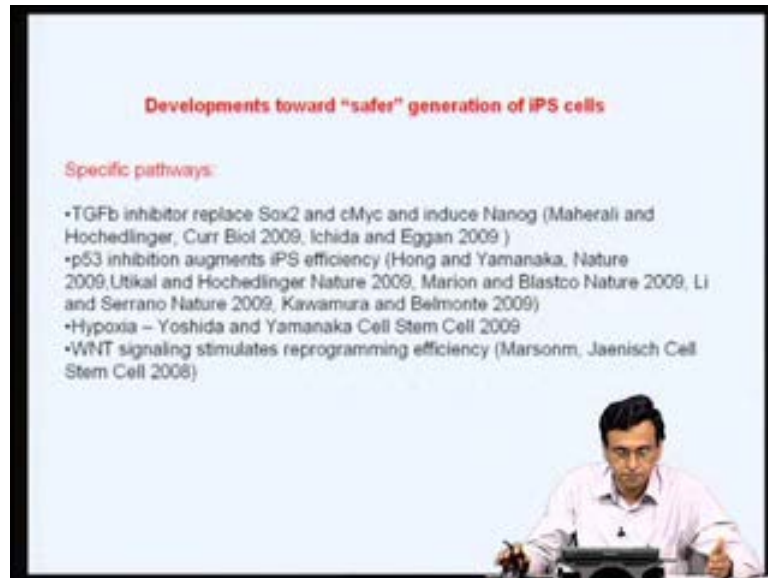 Developments toward “safer” generation of iPS cells
Specific pathways:
•TGFb inhibitor replace Sox2 and cMyc and induce Nanog (Maherali and
Hochedlinger, Curr Biol 2009, Ichida and Eggan 2009 )
•p53 inhibition augments iPS efficiency (Hong and Yamanaka, Nature
2009,Utikal and Hochedlinger Nature 2009, Marion and Blastco Nature 2009, Li
and Serrano Nature 2009, Kawamura and Belmonte 2009)
•Hypoxia – Yoshida and Yamanaka Cell Stem Cell 2009
•WNT signaling stimulates reprogramming efficiency (Marsonm, Jaenisch Cell
Stem Cell 2008)